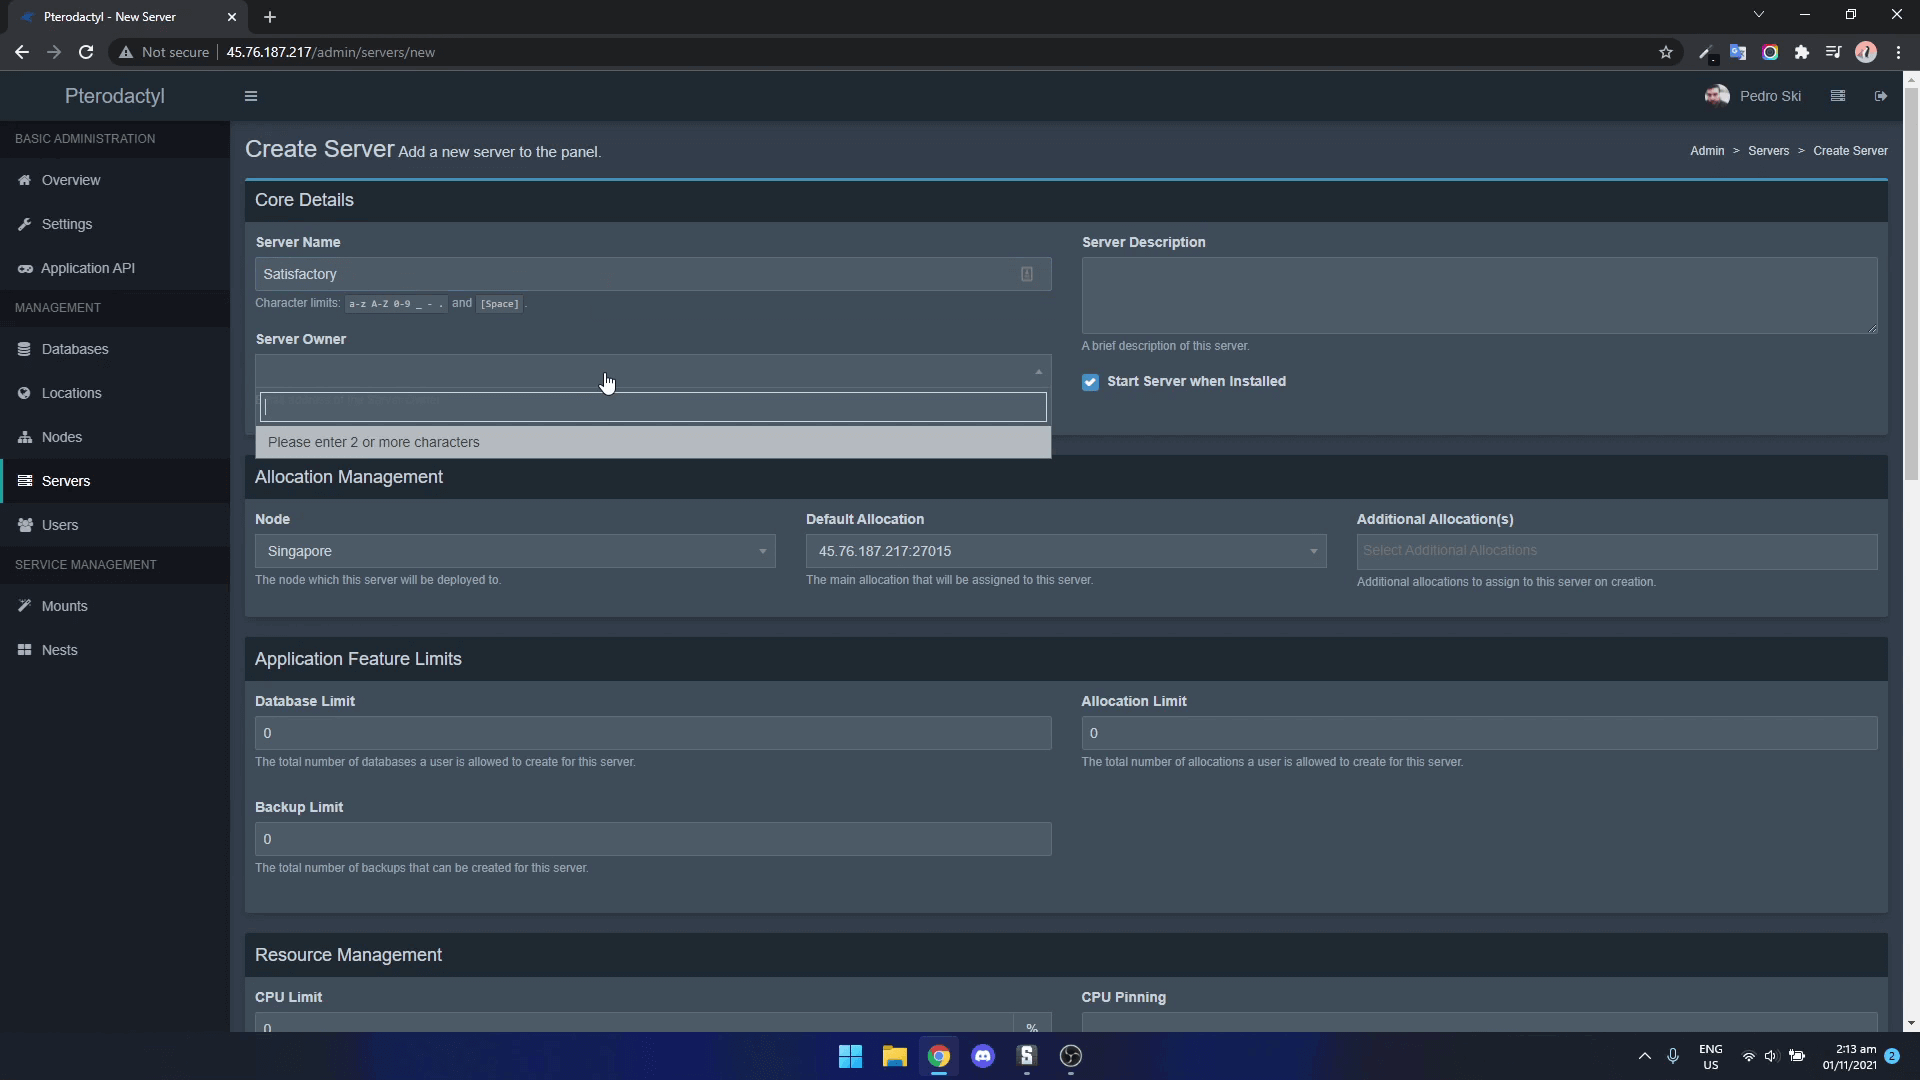 Pterodactyl - New Server
Not secure 45.76.187.217/admin/servers/new
Pterodactyl
Pedro Ski
BASIC ADMINISTRATION
Overview
Settings
Application API
MANAGEMENT
Databases
Locations
Nodes
Servers
Users
SERVICE MANAGEMENT
Mounts
Nests
Create Server Add a new server to the panel.
Admin > Servers > Create Server
Core Details
Server Name
Satisfactory
Character limits: a-z A-Z 0-9 _ - . and [Space] .
Server Owner
Please enter 2 or more characters
Server Description
A brief description of this server.
Start Server when Installed
Allocation Management
Node
Singapore
The node which this server will be deployed to.
Default Allocation
45.76.187.217:27015
The main allocation that will be assigned to this server.
Additional Allocation(s)
Select Additional Allocations
Additional allocations to assign to this server on creation.
Application Feature Limits
Database Limit
0
The total number of databases a user is allowed to create for this server.
Allocation Limit
0
The total number of allocations a user is allowed to create for this server.
Backup Limit
0
The total number of backups that can be created for this server.
Resource Management
CPU Limit
0 %
CPU Pinning
ENG
US
2:13 am
01/11/2021
2